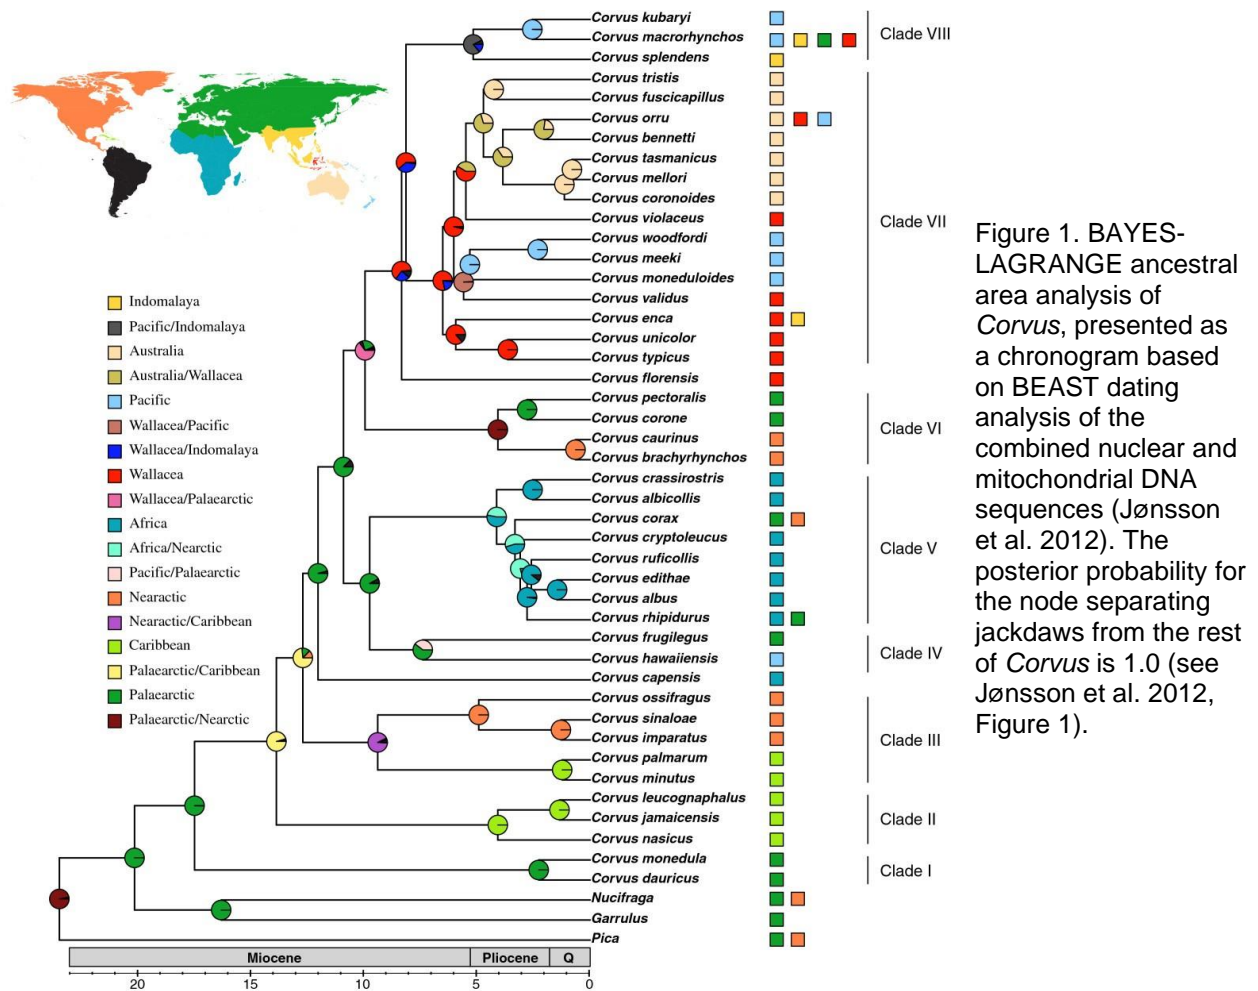 Corvus kubaryi
Corvus macrorhynchos
Corvus splendens
Clade VIII
Corvus tristis
Corvus fuscicapillus
Corvus orru
Corvus bennetti
Corvus tasmanicus
Corvus mellori
Corvus coronoides
Corvus violaceus
Corvus woodfordi
Corvus meeki
Corvus moneduloides
Corvus validus
Corvus enca
Corvus unicolor
Corvus typicus
Clade VII
Corvus florensis
Corvus pectoralis
Corvus corone
Corvus caurinus
Corvus brachyrhynchos
Clade VI
Corvus crassirostris
Corvus albicollis
Corvus corax
Corvus cryptoleucus
Corvus ruficollis
Corvus edithae
Corvus albus
Corvus rhipidurus
Clade V
Corvus frugilegus
Corvus hawaiiensis
Clade IV
Corvus capensis
Corvus ossifragus
Corvus sinaloae
Corvus imparatus
Corvus palmarum
Corvus minutus
Clade III
Corvus leucognaphalus
Corvus jamaicensis
Corvus nasicus
Clade II
Corvus monedula
Corvus dauricus
Clade I
Nucifraga
Garrulus
Pica
Indomalaya
Pacific/Indomalaya
Australia
Australia/Wallacea
Pacific
Wallacea/Pacific
Wallacea/Indomalaya
Wallacea
Wallacea/Palaearctic
Africa
Africa/Nearctic
Pacific/Palaearctic
Nearactic
Nearactic/Caribbean
Caribbean
Palaearctic/Caribbean
Palaearctic
Palaearctic/Nearctic
Miocene Pliocene Q
20 15 10 5 0
Figure 1. BAYES-
LAGRANGE ancestral
area analysis of
Corvus, presented as
a chronogram based
on BEAST dating
analysis of the
combined nuclear and
mitochondrial DNA
sequences (Jønsson
et al. 2012). The
posterior probability for
the node separating
jackdaws from the rest
of Corvus is 1.0 (see
Jønsson et al. 2012,
Figure 1).